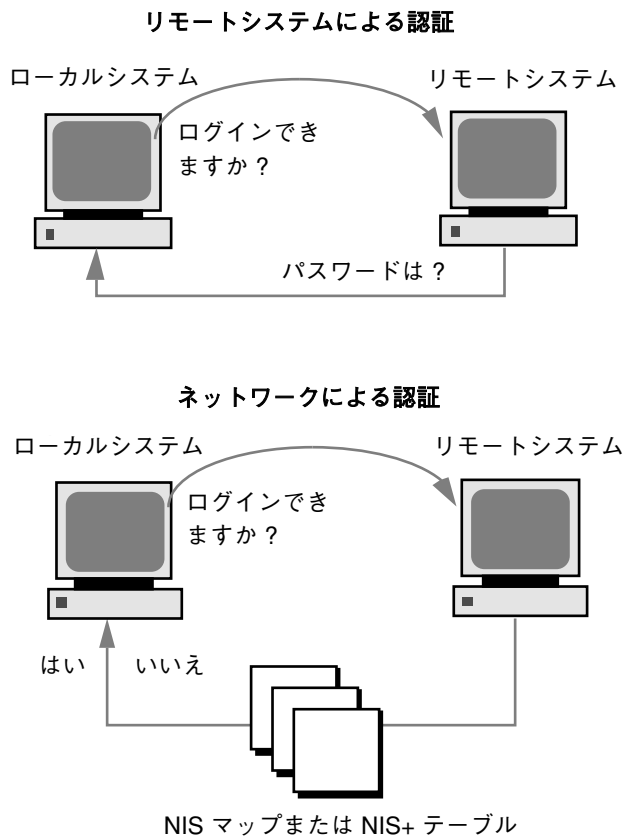 リモートシステムによる認証
ローカルシステム
リモートシステム
ログインでき
ますか ?
パスワードは ?
ネットワークによる認証
ローカルシステム
リモートシステム
ログインでき
ますか ?
はい
いいえ
NIS マップまたは NIS+ テーブル